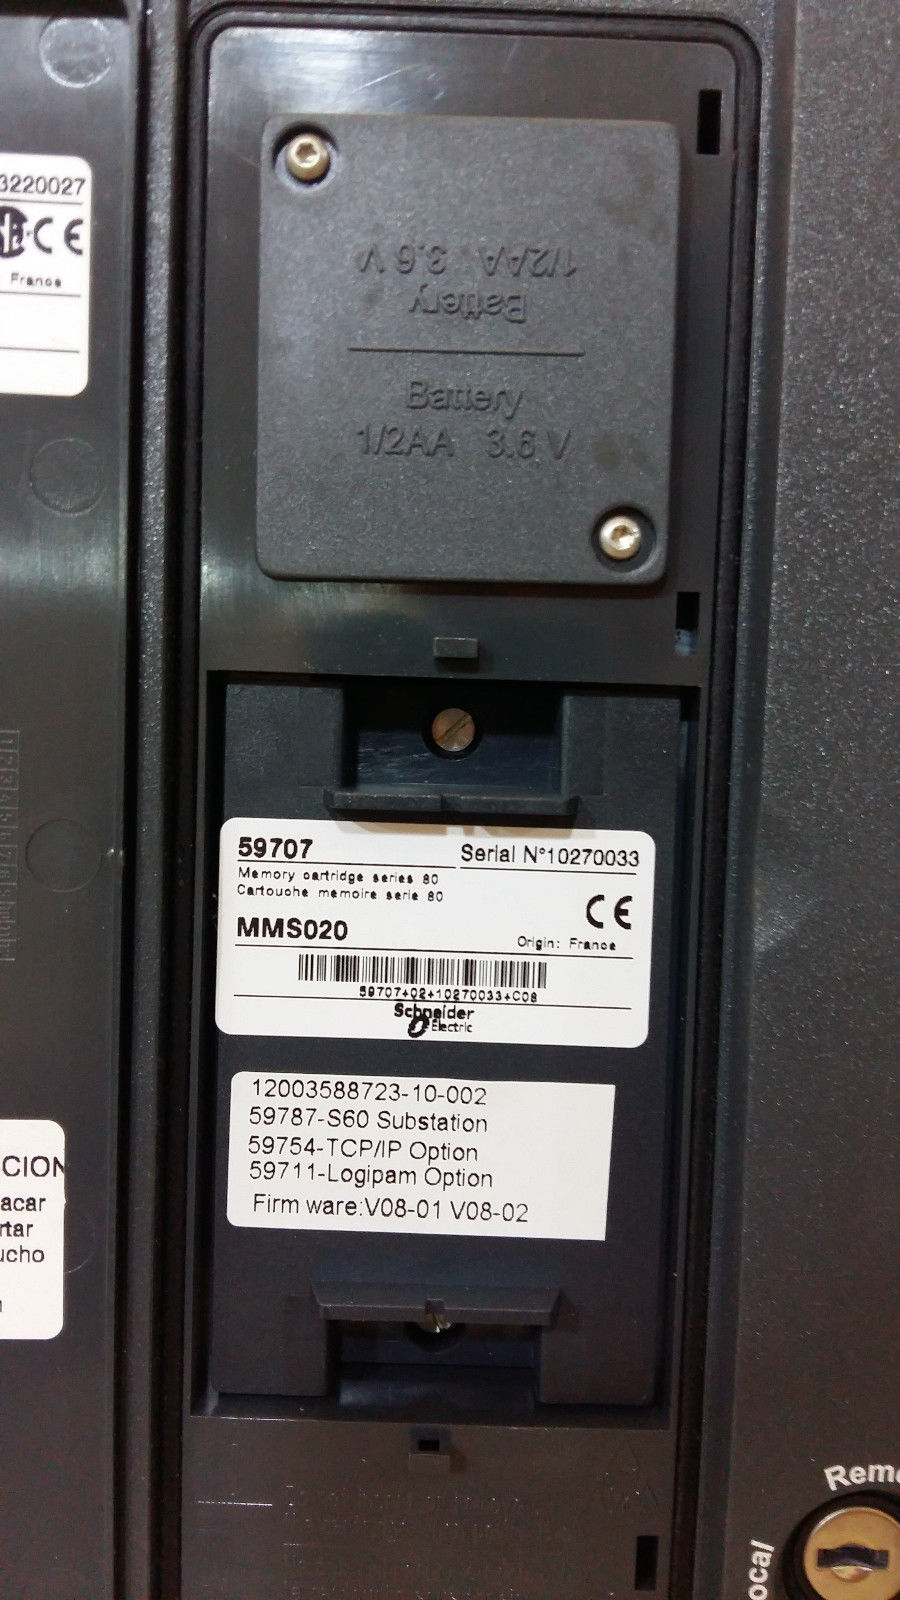 3220027
CE
France
1/2AA 3.6 V
Battery
Battery
1/2AA 3.6 V
59707
Serial N°10270033
Memory cartridge series 80
Cartouche memoire serie 80
CE
MMS020
Origin: France
59707+02+10270033+C08
Schneider
Electric
12003588723-10-002
59787-S60 Substation
59754-TCP/IP Option
59711-Logipam Option
Firm ware:V08-01 V08-02
CION
acar
rtar
ucho
Remo
ocal